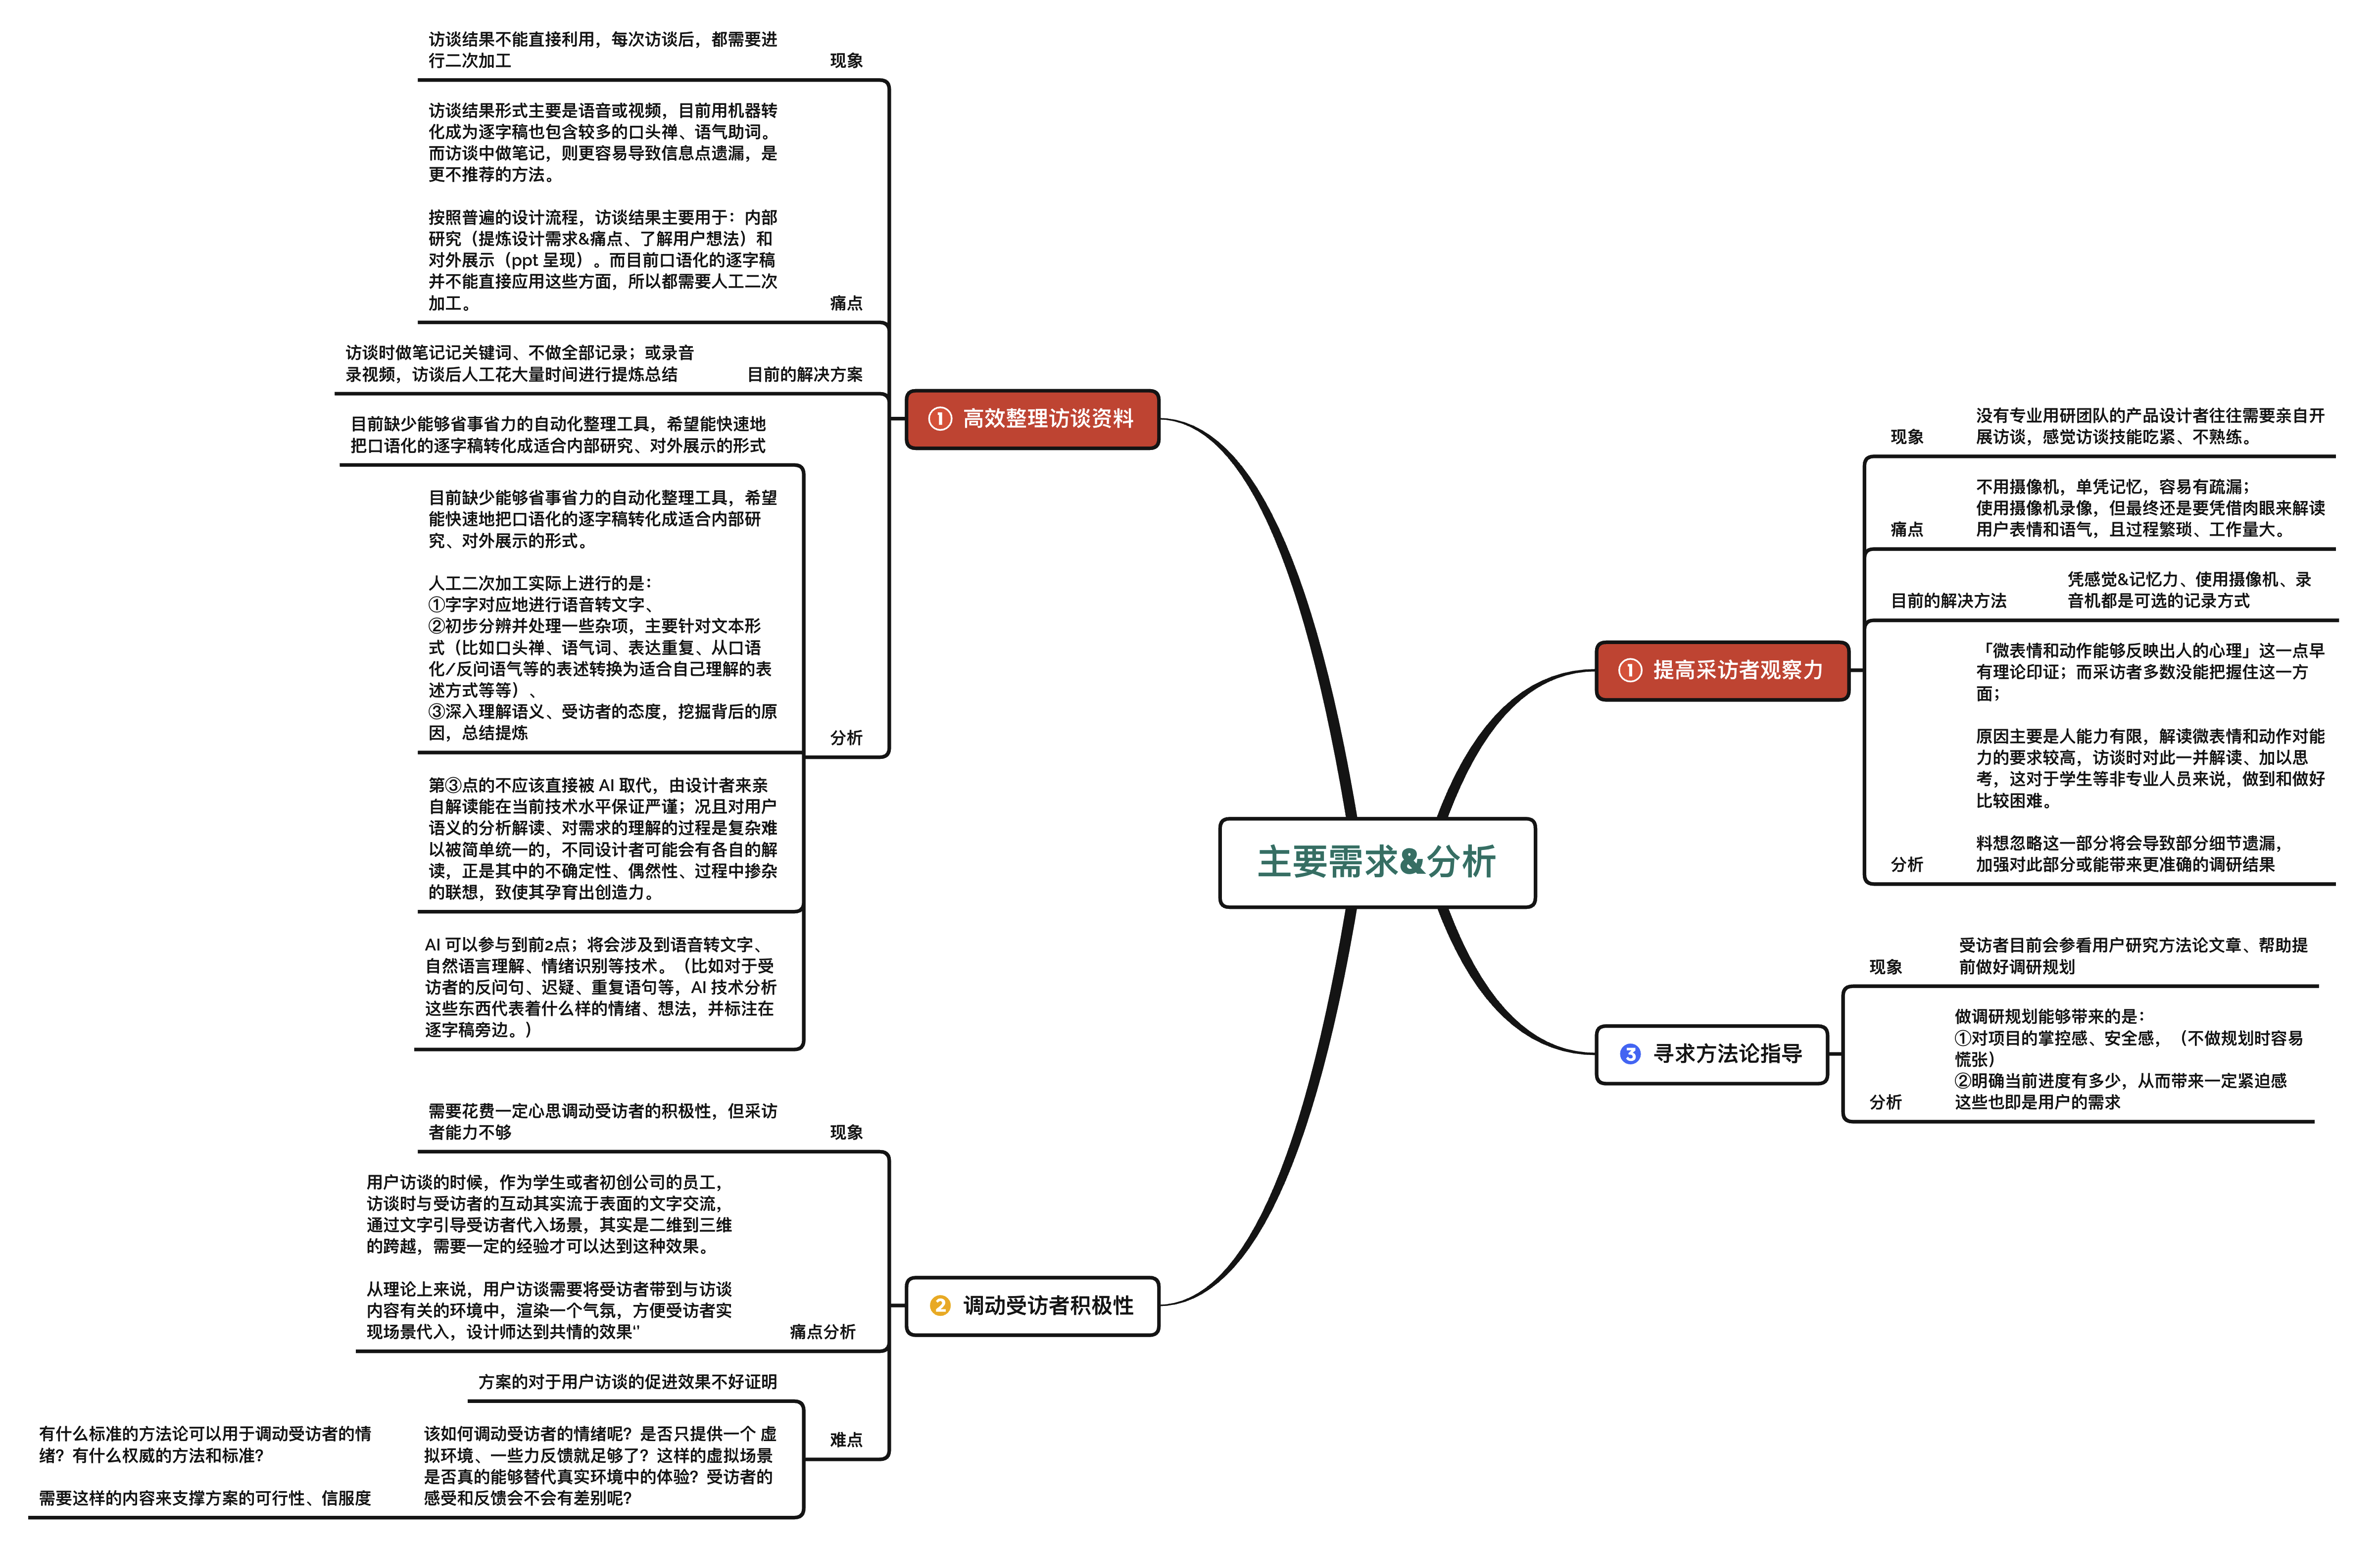 主要需求&分析
① 高效整理访谈资料
现象
访谈结果不能直接利用，每次访谈后，都需要进
行二次加工
痛点
访谈结果形式主要是语音或视频，目前用机器转
化成为逐字稿也包含较多的口头禅、语气助词。
而访谈中做笔记，则更容易导致信息点遗漏，是
更不推荐的方法。
按照普遍的设计流程，访谈结果主要用于：内部
研究（提炼设计需求&痛点、了解用户想法）和
对外展示（ppt 呈现）。而目前口语化的逐字稿
并不能直接应用这些方面，所以都需要人工二次
加工。
目前的解决方案
访谈时做笔记记关键词、不做全部记录；或录音
录视频，访谈后人工花大量时间进行提炼总结
分析
目前缺少能够省事省力的自动化整理工具，希望能快速地
把口语化的逐字稿转化成适合内部研究、对外展示的形式
目前缺少能够省事省力的自动化整理工具，希望
能快速地把口语化的逐字稿转化成适合内部研
究、对外展示的形式。
人工二次加工实际上进行的是：
①字字对应地进行语音转文字、
②初步分辨并处理一些杂项，主要针对文本形
式（比如口头禅、语气词、表达重复、从口语
化/反问语气等的表述转换为适合自己理解的表
述方式等等）、
③深入理解语义、受访者的态度，挖掘背后的原
因，总结提炼
第③点的不应该直接被 AI 取代，由设计者来亲
自解读能在当前技术水平保证严谨；况且对用户
语义的分析解读、对需求的理解的过程是复杂难
以被简单统一的，不同设计者可能会有各自的解
读，正是其中的不确定性、偶然性、过程中掺杂
的联想，致使其孕育出创造力。
AI 可以参与到前2点；将会涉及到语音转文字、
自然语言理解、情绪识别等技术。（比如对于受
访者的反问句、迟疑、重复语句等，AI 技术分析
这些东西代表着什么样的情绪、想法，并标注在
逐字稿旁边。）
2 调动受访者积极性
现象
需要花费一定心思调动受访者的积极性，但采访
者能力不够
痛点分析
用户访谈的时候，作为学生或者初创公司的员工，
访谈时与受访者的互动其实流于表面的文字交流，
通过文字引导受访者代入场景，其实是二维到三维
的跨越，需要一定的经验才可以达到这种效果。
从理论上来说，用户访谈需要将受访者带到与访谈
内容有关的环境中，渲染一个气氛，方便受访者实
现场景代入，设计师达到共情的效果‘’
难点
方案的对于用户访谈的促进效果不好证明
该如何调动受访者的情绪呢？是否只提供一个 虚
拟环境、一些力反馈就足够了？这样的虚拟场景
是否真的能够替代真实环境中的体验？受访者的
感受和反馈会不会有差别呢？
有什么标准的方法论可以用于调动受访者的情
绪？有什么权威的方法和标准？
需要这样的内容来支撑方案的可行性、信服度
① 提高采访者观察力
现象
没有专业用研团队的产品设计者往往需要亲自开
展访谈，感觉访谈技能吃紧、不熟练。
痛点
不用摄像机，单凭记忆，容易有疏漏；
使用摄像机录像，但最终还是要凭借肉眼来解读
用户表情和语气，且过程繁琐、工作量大。
目前的解决方法
凭感觉&记忆力、使用摄像机、录
音机都是可选的记录方式
分析
「微表情和动作能够反映出人的心理」这一点早
有理论印证；而采访者多数没能把握住这一方
面；
原因主要是人能力有限，解读微表情和动作对能
力的要求较高，访谈时对此一并解读、加以思
考，这对于学生等非专业人员来说，做到和做好
比较困难。
料想忽略这一部分将会导致部分细节遗漏，
加强对此部分或能带来更准确的调研结果
3 寻求方法论指导
现象
受访者目前会参看用户研究方法论文章、帮助提
前做好调研规划
分析
做调研规划能够带来的是：
①对项目的掌控感、安全感，（不做规划时容易
慌张）
②明确当前进度有多少，从而带来一定紧迫感
这些也即是用户的需求